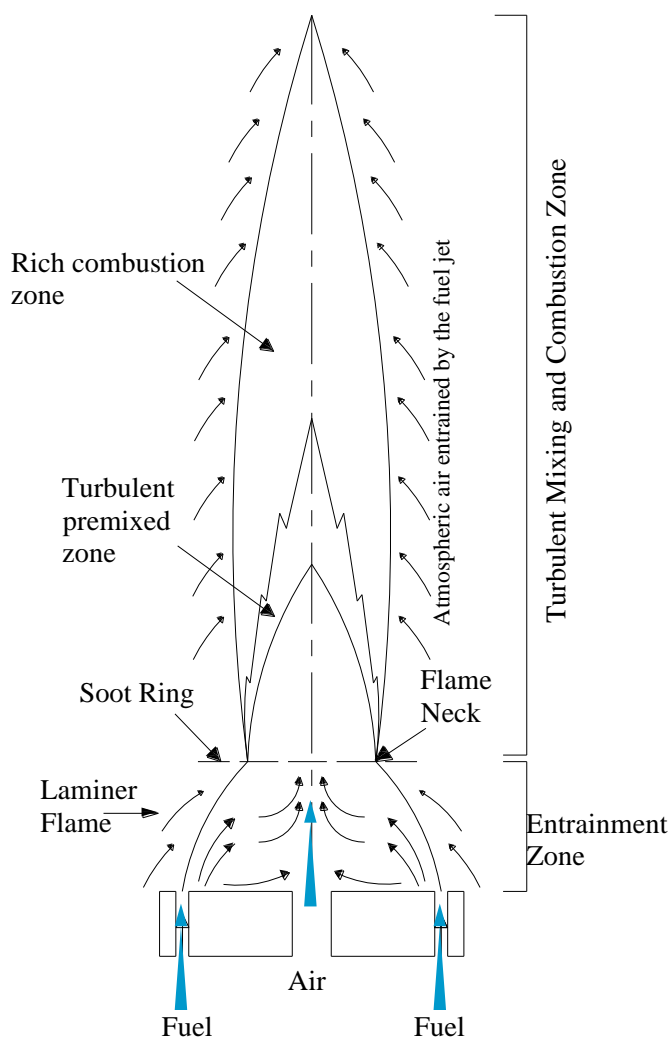 Rich combustion
zone
Turbulent
premixed
zone
Atmospheric air entrained by the fuel jet
Turbulent Mixing and Combustion Zone
Soot Ring
Flame
Neck
Laminer
Flame
Entrainment
Zone
Air
Fuel
Fuel